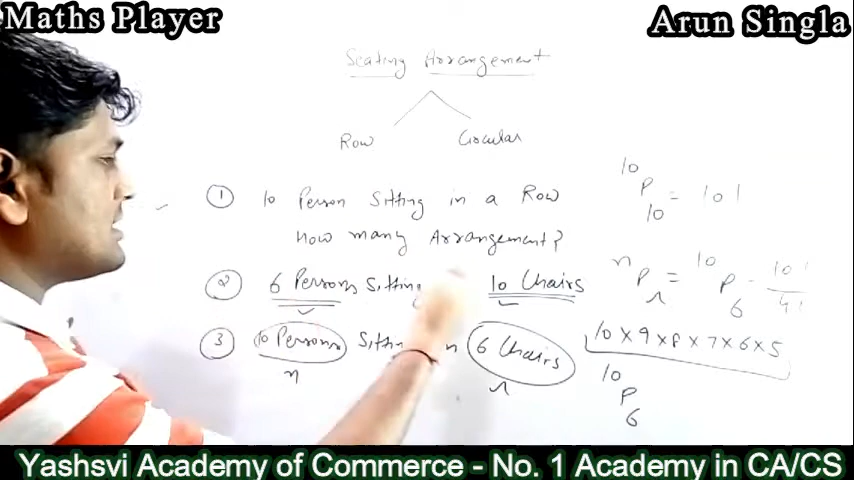 Maths Player
Arun Singla
Seating Arrangement
Row
Circular
① 10 Person Sitting in a Row
How many Arrangement?
10P10 = 10!
② 6 Persons Sitting 10 Chairs
nPr = 10P6 - 10! / 4!
③ 10 Persons n 6 Chairs
n
r
10 × 9 × 8 × 7 × 6 × 5
10P6
Yashsvi Academy of Commerce - No. 1 Academy in CA/CS